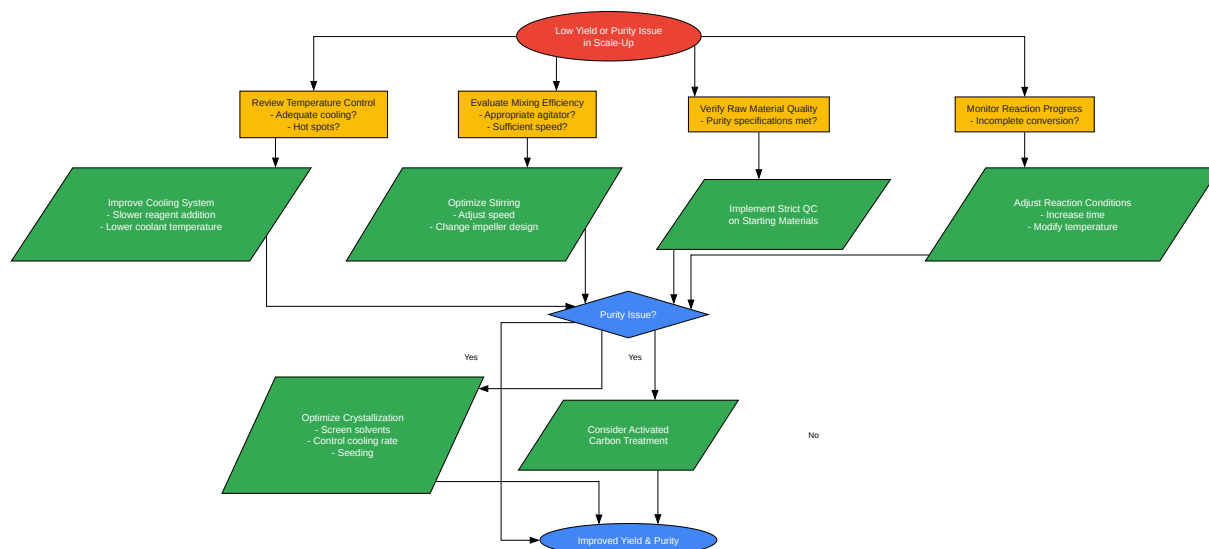 Low Yield or Purity Issue
in Scale-Up
Review Temperature Control
- Adequate cooling?
- Hot spots?
Evaluate Mixing Efficiency
- Appropriate agitator?
- Sufficient speed?
Verify Raw Material Quality
- Purity specifications met?
Monitor Reaction Progress
- Incomplete conversion?
Improve Cooling System
- Slower reagent addition
- Lower coolant temperature
Optimize Stirring
- Adjust speed
- Change impeller design
Implement Strict QC
on Starting Materials
Adjust Reaction Conditions
- Increase time
- Modify temperature
Purity Issue?
Yes
Yes
Optimize Crystallization
- Screen solvents
- Control cooling rate
- Seeding
Consider Activated
Carbon Treatment
No
Improved Yield & Purity